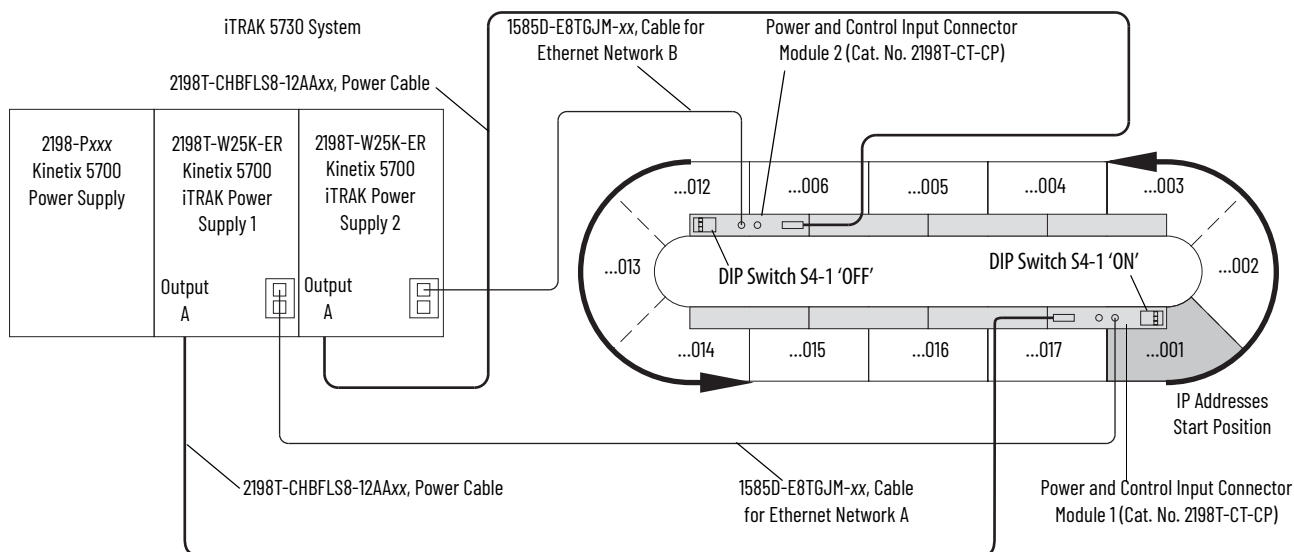 iTRAK 5730 System
1585D-E8TGJM-xx, Cable for
Ethernet Network B
Power and Control Input Connector
Module 2 (Cat. No. 2198T-CT-CP)
2198T-CHBFLS8-12AAxx, Power Cable
2198-Pxxx
Kinetix 5700
Power Supply
2198T-W25K-ER
Kinetix 5700
iTRAK Power
Supply 1
2198T-W25K-ER
Kinetix 5700
iTRAK Power
Supply 2
Output
A
Output
A
...012
...006
...005
...004
...003
...013
DIP Switch S4-1 'OFF'
DIP Switch S4-1 'ON'
...002
...014
...015
...016
...017
...001
IP Addresses
Start Position
2198T-CHBFLS8-12AAxx, Power Cable
1585D-E8TGJM-xx, Cable
for Ethernet Network A
Power and Control Input Connector
Module 1 (Cat. No. 2198T-CT-CP)